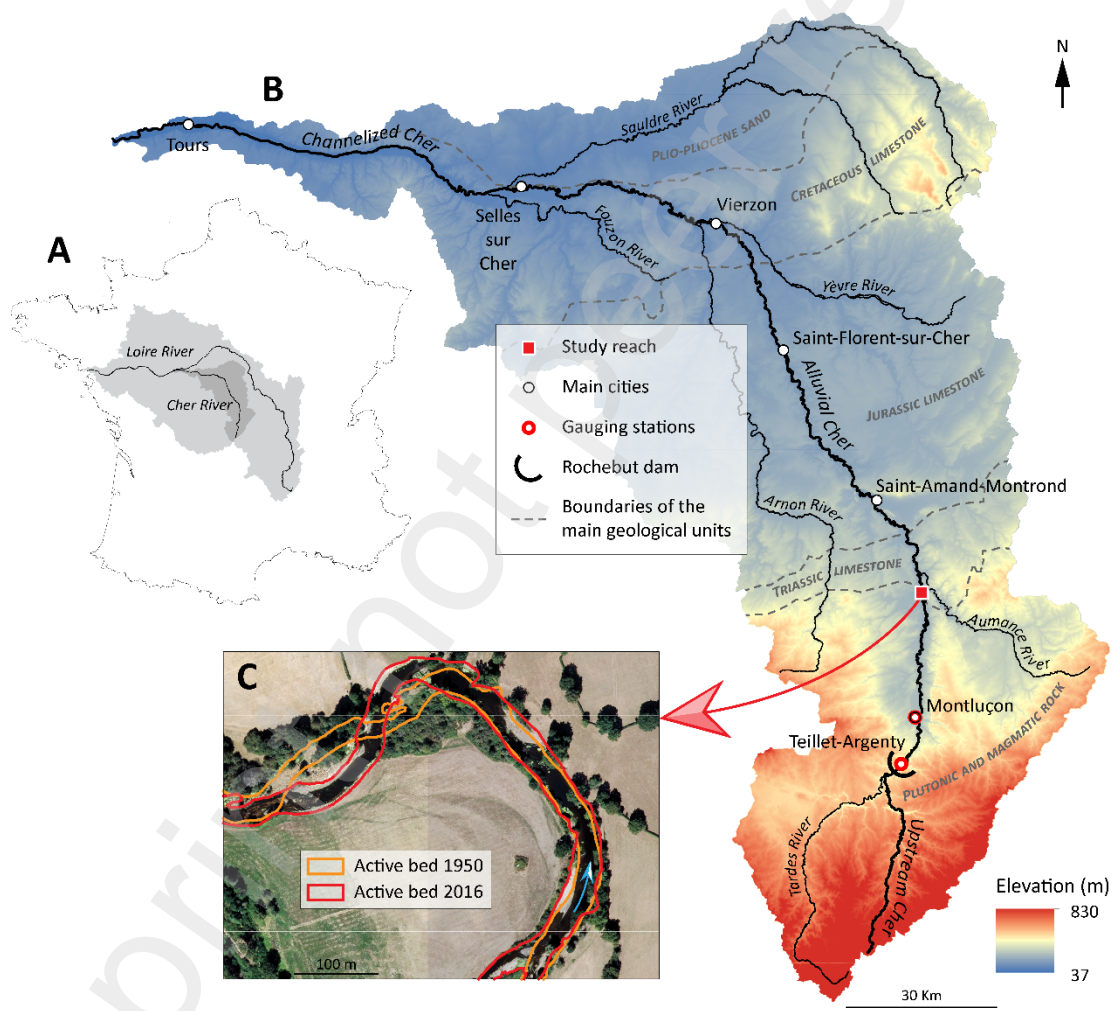 N
B
Tours
Channelized Cher
Sauldre River
PLIO-PLIOCENE SAND
CRETACEOUS LIMESTONE
Selles
sur
Cher
Fouzon River
Vierzon
Yèvre River
A
Loire River
Cher River
Study reach
Main cities
Gauging stations
Rochebut dam
Boundaries of the
main geological units
Saint-Florent-sur-Cher
Alluvial Cher
JURASSIC LIMESTONE
Saint-Amand-Montrond
Arnon River
TRIASSIC LIMESTONE
Aumance River
C
Active bed 1950
Active bed 2016
100 m
Montluçon
Teillet-Argenty
PLUTONIC AND MAGMATIC ROCK
Tardes River
Upstream Cher
Elevation (m)
830
37
30 Km